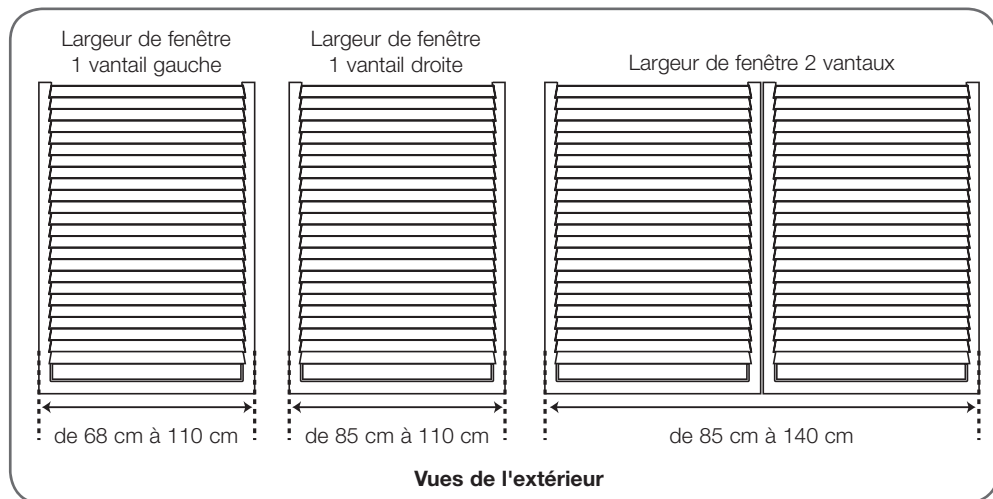 Largeur de fenêtre
1 vantail gauche
Largeur de fenêtre
1 vantail droite
Largeur de fenêtre 2 vantaux
de 68 cm à 110 cm
de 85 cm à 110 cm
de 85 cm à 140 cm
Vues de l'extérieur